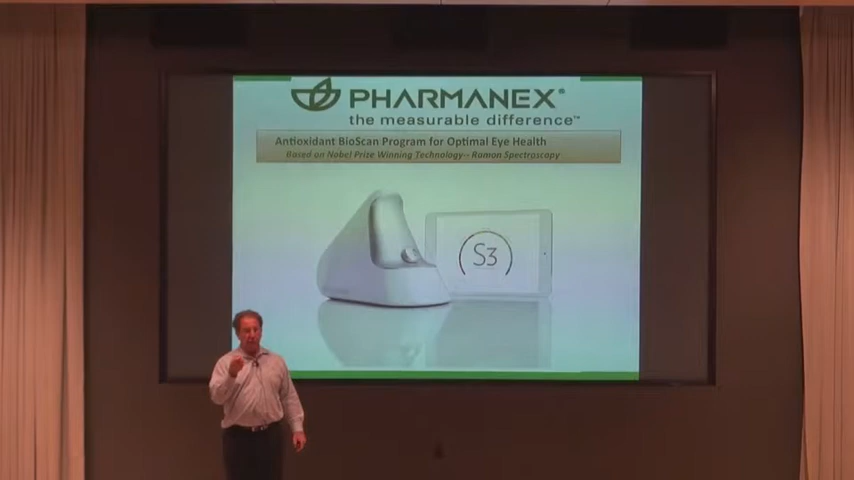 PHARMANEX®
the measurable difference™
Antioxidant BioScan Program for Optimal Eye Health
Based on Nobel Prize Winning Technology-- Raman Spectroscopy
S3